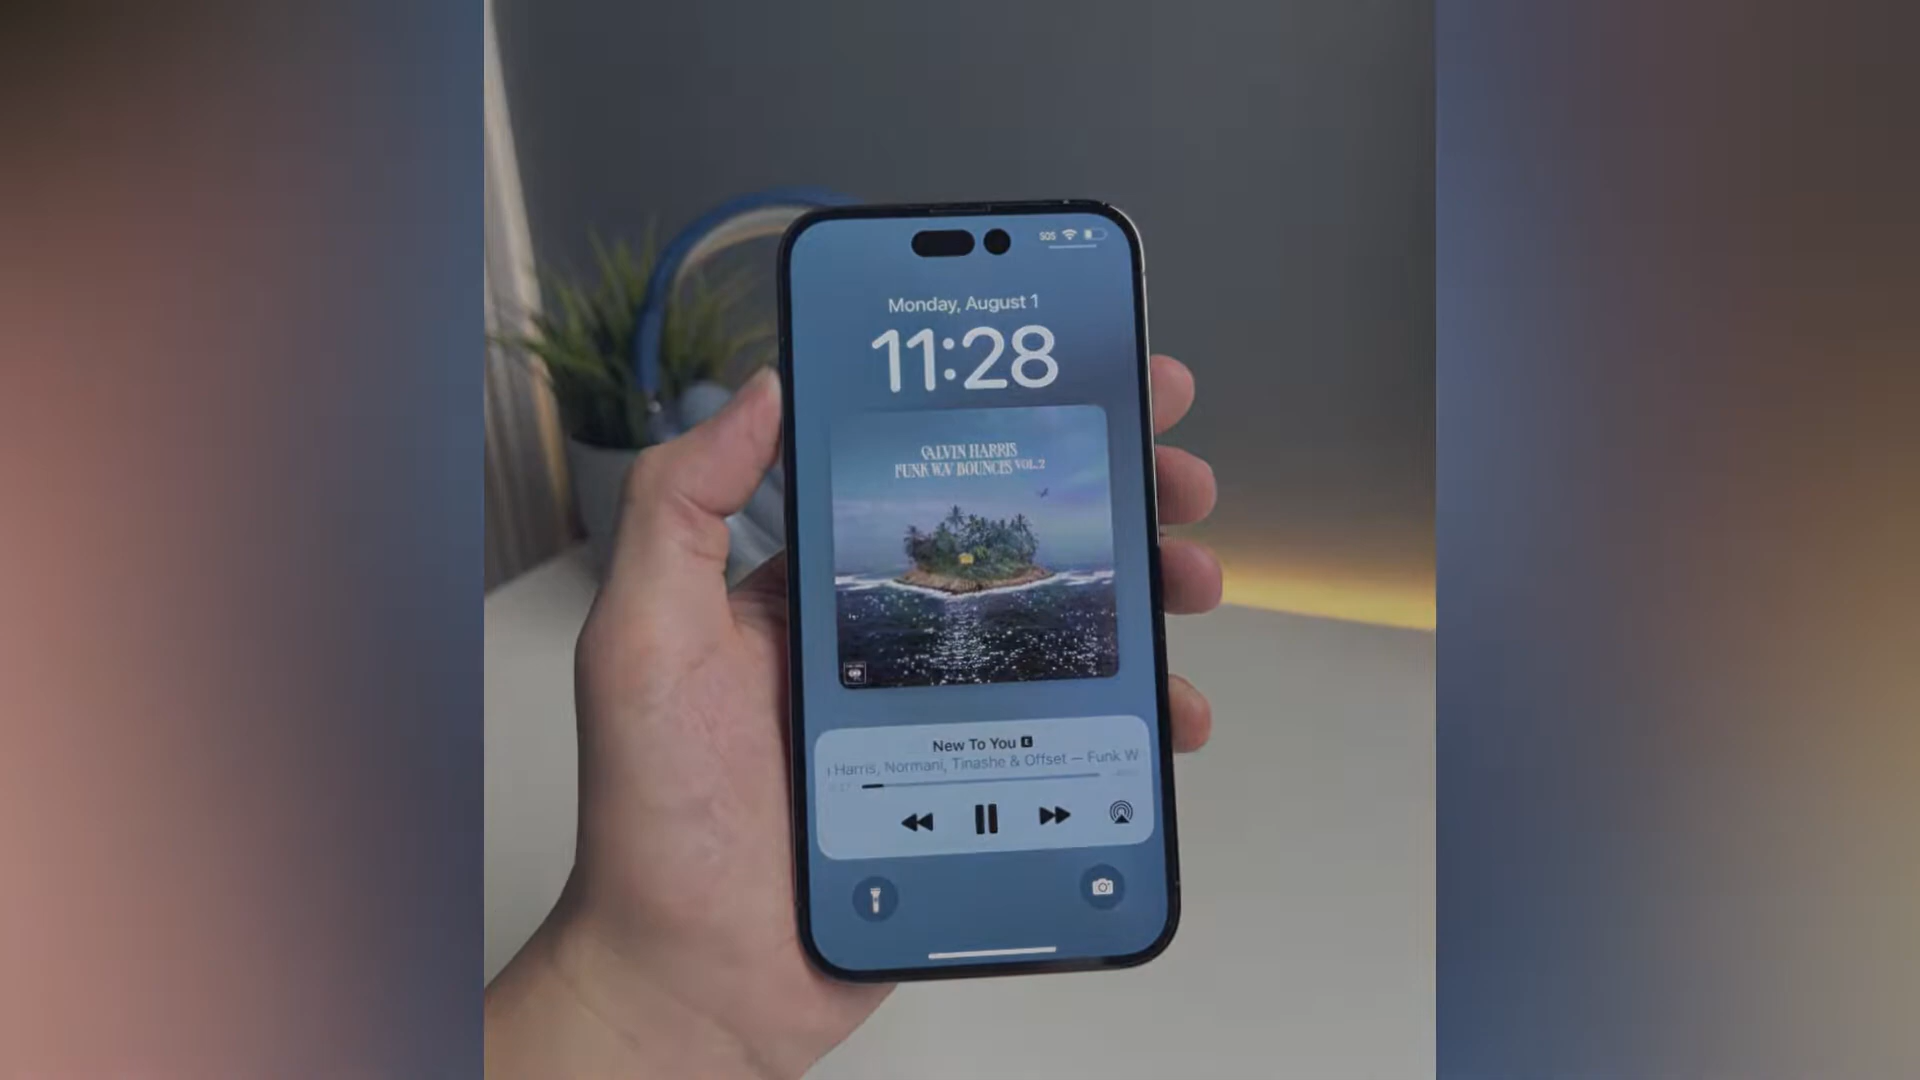 SOS
Monday, August 1
11:28
CALVIN HARRIS
FUNK WAV BOUNCES VOL.2
New To You E
Harris, Normani, Tinashe & Offset — Funk W